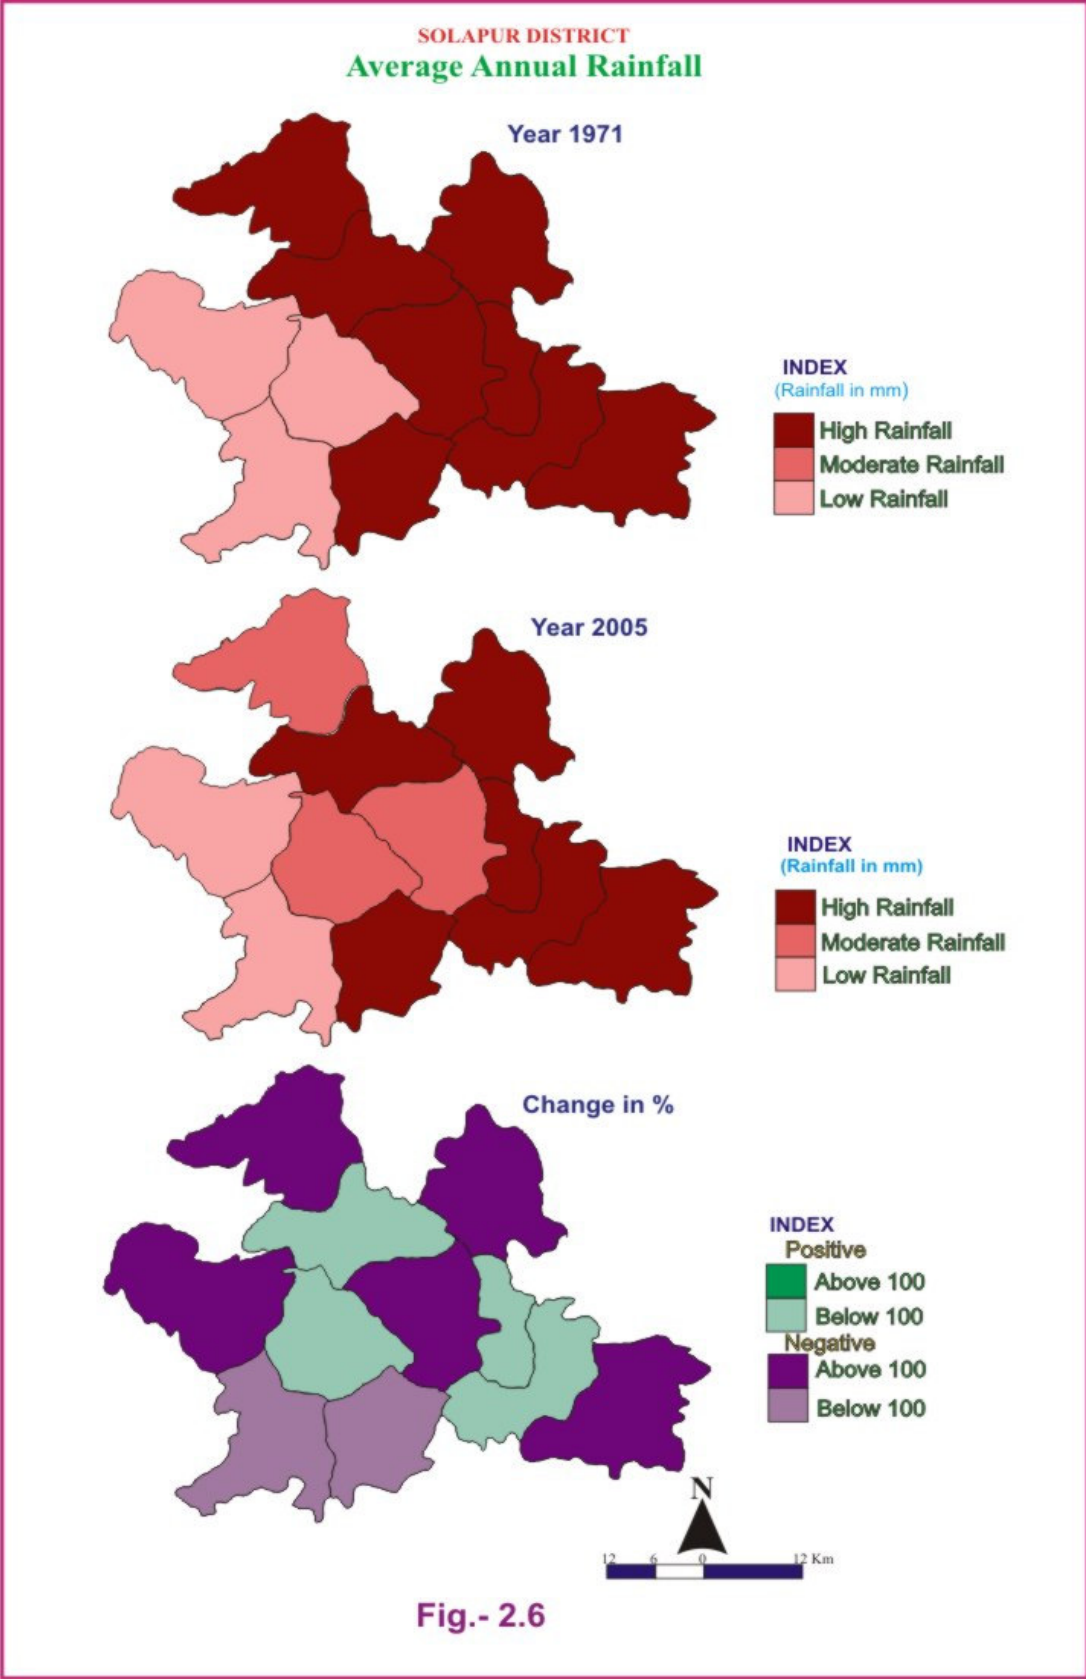 SOLAPUR DISTRICT
Average Annual Rainfall
Year 1971
INDEX
(Rainfall in mm)
High Rainfall
Moderate Rainfall
Low Rainfall
Year 2005
INDEX
(Rainfall in mm)
High Rainfall
Moderate Rainfall
Low Rainfall
Change in %
INDEX
Positive
Above 100
Below 100
Negative
Above 100
Below 100
N
12 6 0 12 Km
Fig.- 2.6